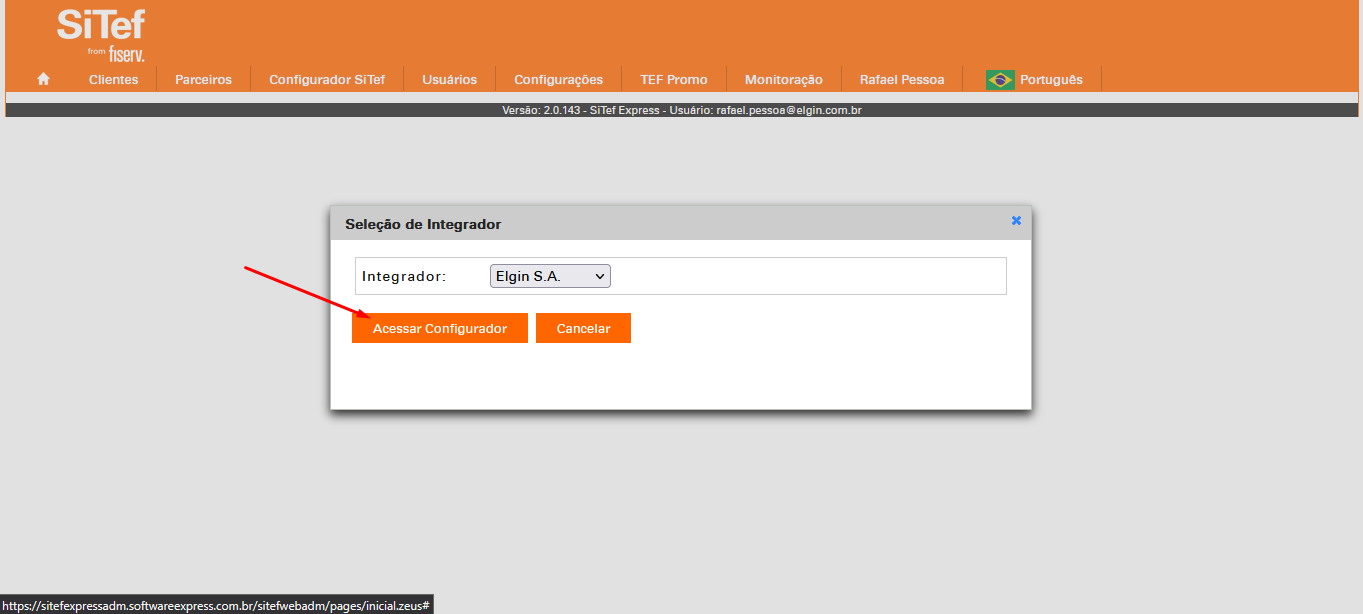 SiTef
from fiserv.
Clientes Parceiros Configurador SiTef Usuários Configurações TEF Promo Monitoração Rafael Pessoa Português
Versão: 2.0.143 - SiTef Express - Usuário: rafael.pessoa@elgin.com.br
Seleção de Integrador
Integrador: Elgin S.A.
Acessar Configurador Cancelar
https://sitefexpressadm.softwareexpress.com.br/sitefwebadm/pages/inicial.zeus#